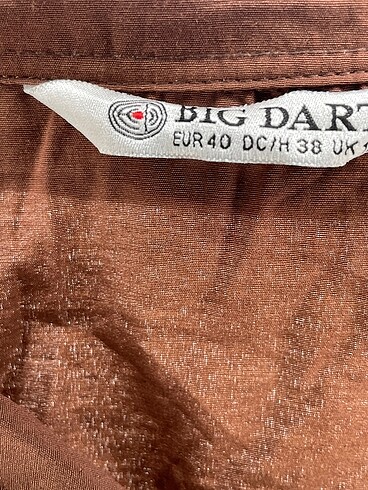 BIG DART
EUR 40 DC/H 38 UK